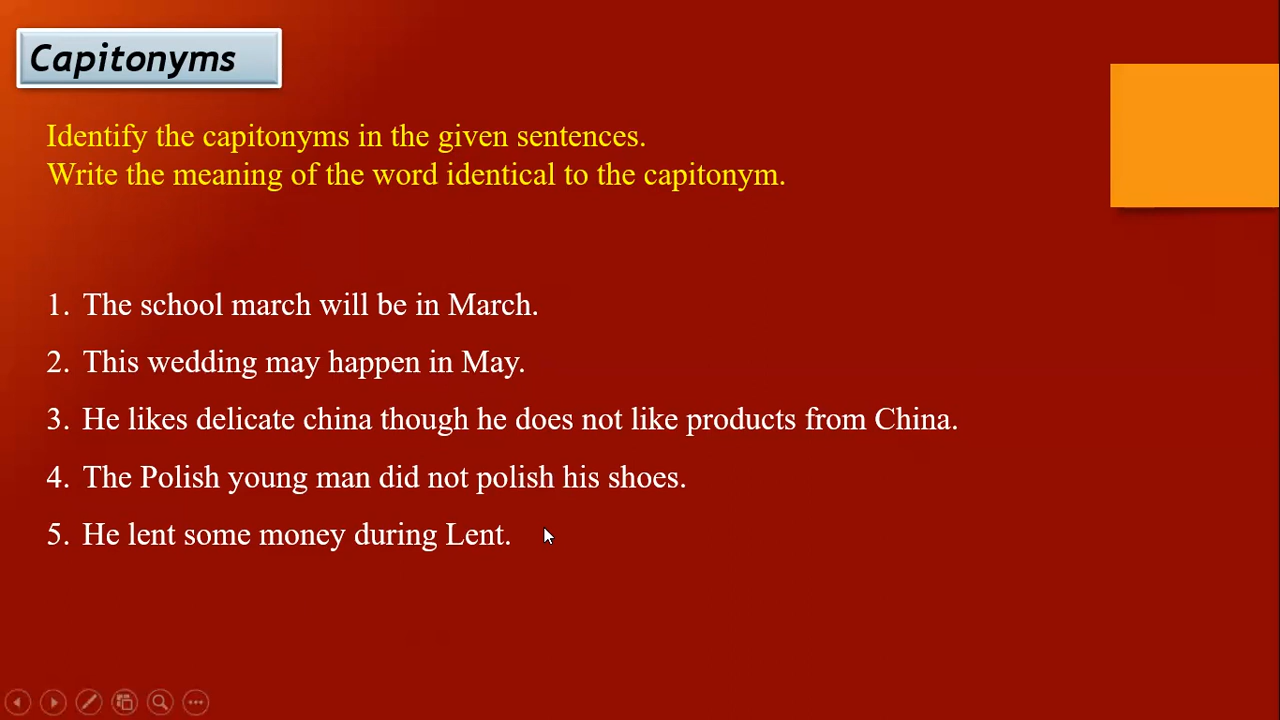 Capitonyms
Identify the capitonyms in the given sentences.
Write the meaning of the word identical to the capitonym.
1. The school march will be in March.
2. This wedding may happen in May.
3. He likes delicate china though he does not like products from China.
4. The Polish young man did not polish his shoes.
5. He lent some money during Lent.